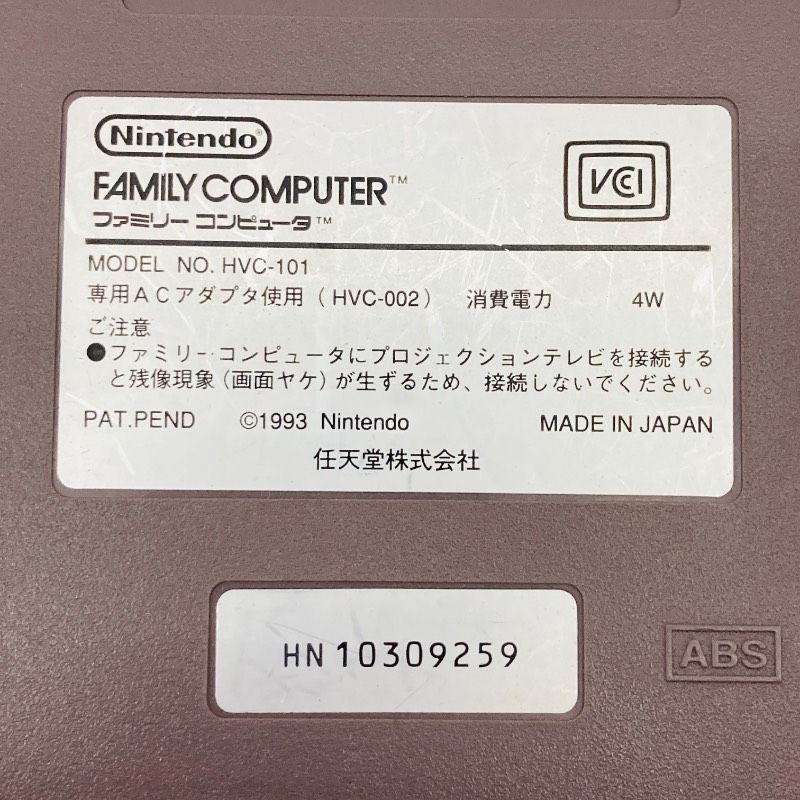 Nintendo®
FAMILY COMPUTER™
ファミリー コンピュータ™
VCCI
MODEL NO. HVC-101
専用ACアダプタ使用（HVC-002） 消費電力 4W
ご注意
●ファミリー コンピュータにプロジェクションテレビを接続する
と残像現象（画面ヤケ）が生ずるため、接続しないでください。
PAT.PEND ©1993 Nintendo MADE IN JAPAN
任天堂株式会社
HN10309259
ABS